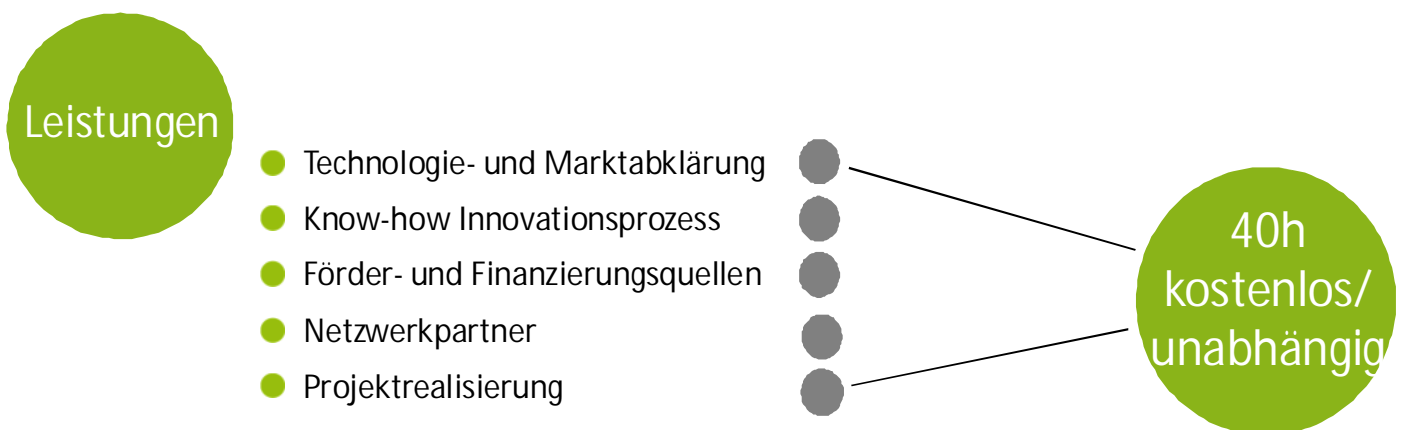 Leistungen
Technologie- und Marktabklärung
Know-how Innovationsprozess
Förder- und Finanzierungsquellen
Netzwerkpartner
Projektrealisierung
40h
kostenlos/
unabhängig